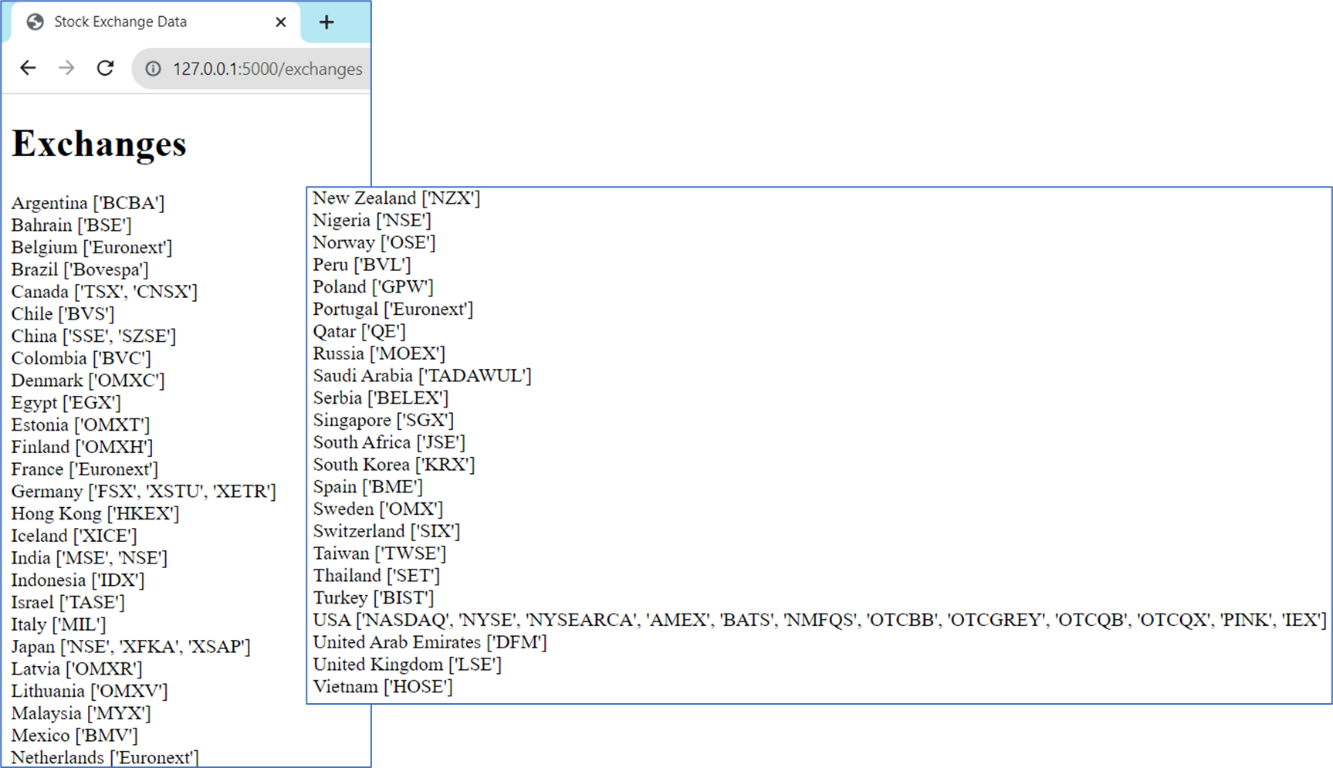 Stock Exchange Data
127.0.0.1:5000/exchanges
Exchanges
Argentina ['BCBA']
Bahrain ['BSE']
Belgium ['Euronext']
Brazil ['Bovespa']
Canada ['TSX', 'CNSX']
Chile ['BVS']
China ['SSE', 'SZSE']
Colombia ['BVC']
Denmark ['OMXC']
Egypt ['EGX']
Estonia ['OMXT']
Finland ['OMXH']
France ['Euronext']
Germany ['FSX', 'XSTU', 'XETR']
Hong Kong ['HKEX']
Iceland ['XICE']
India ['MSE', 'NSE']
Indonesia ['IDX']
Israel ['TASE']
Italy ['MIL']
Japan ['NSE', 'XFKA', 'XSAP']
Latvia ['OMXR']
Lithuania ['OMXV']
Malaysia ['MYX']
Mexico ['BMV']
Netherlands ['Euronext']
New Zealand ['NZX']
Nigeria ['NSE']
Norway ['OSE']
Peru ['BVL']
Poland ['GPW']
Portugal ['Euronext']
Qatar ['QE']
Russia ['MOEX']
Saudi Arabia ['TADAWUL']
Serbia ['BELEX']
Singapore ['SGX']
South Africa ['JSE']
South Korea ['KRX']
Spain ['BME']
Sweden ['OMX']
Switzerland ['SIX']
Taiwan ['TWSE']
Thailand ['SET']
Turkey ['BIST']
USA ['NASDAQ', 'NYSE', 'NYSEARCA', 'AMEX', 'BATS', 'NMFQS', 'OTCBB', 'OTCGREY', 'OTCQB', 'OTCQX', 'PINK', 'IEX']
United Arab Emirates ['DFM']
United Kingdom ['LSE']
Vietnam ['HOSE']